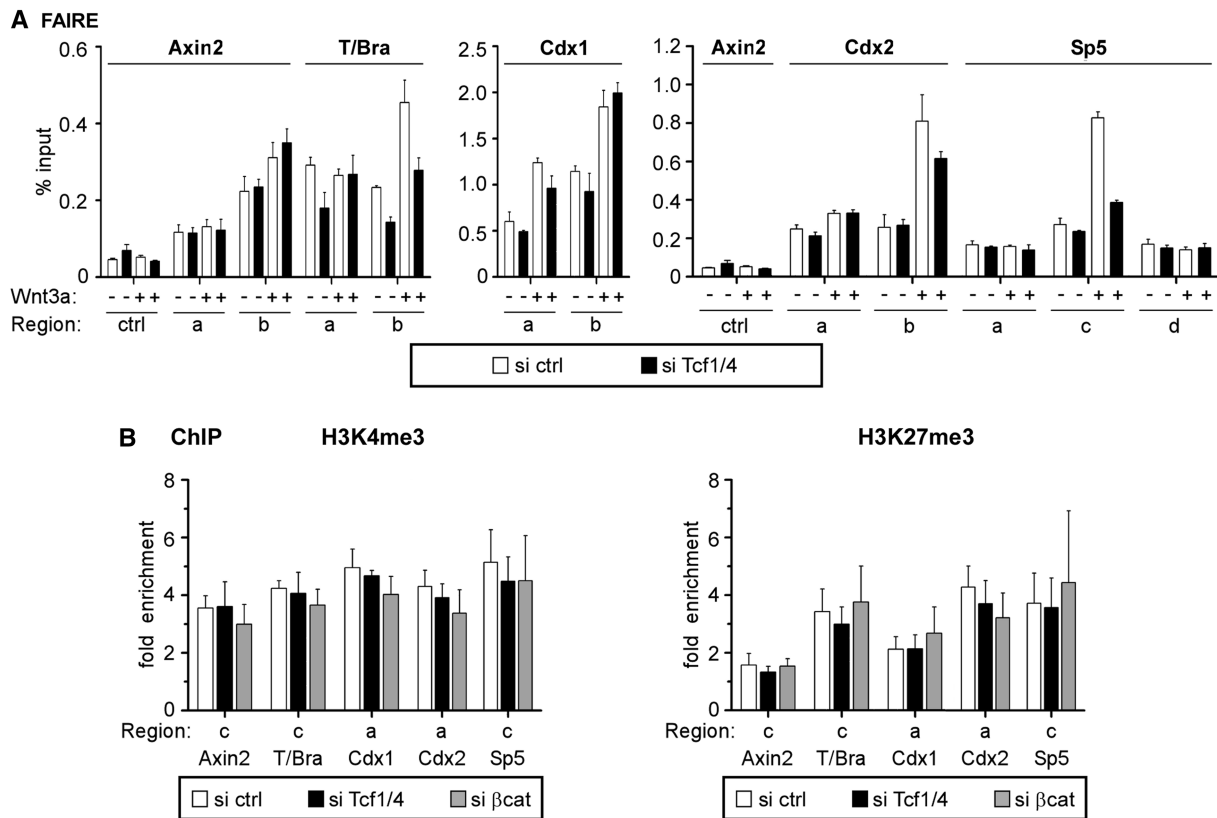 A FAIRE
Axin2 T/Bra Cdx1 Axin2 Cdx2 Sp5
% input
0.6
0.4
0.2
0
2.5
2.0
1.5
1.0
0.5
0.0
1.2
1.0
0.8
0.6
0.4
0.2
0
Wnt3a: - - + + - - + + - - + + - - + + - - + + - - + + - - + + - - + + - - + + - - + + - - + + - - + + - - + +
Region: ctrl a b a b a b ctrl a b a c d
si ctrl si Tcf1/4
B ChIP H3K4me3 H3K27me3
fold enrichment
8
6
4
2
0
Region: c c a a c
Axin2 T/Bra Cdx1 Cdx2 Sp5
si ctrl si Tcf1/4 si βcat
fold enrichment
8
6
4
2
0
Region: c c a a c
Axin2 T/Bra Cdx1 Cdx2 Sp5
si ctrl si Tcf1/4 si βcat